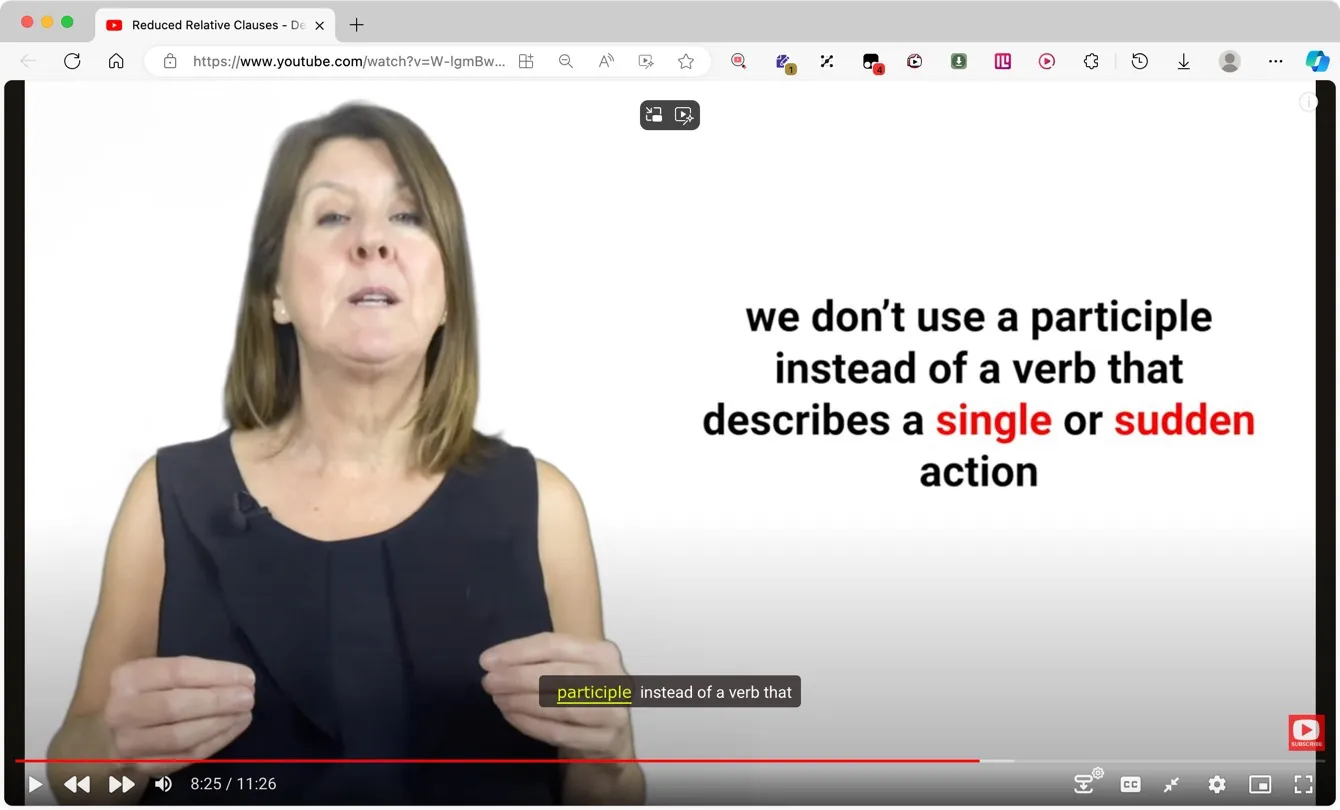 Reduced Relative Clauses - De
https://www.youtube.com/watch?v=W-IgmBw...
1
4
we don’t use a participle
instead of a verb that
describes a single or sudden
action
participle instead of a verb that
SUBSCRIBE
8:25 / 11:26
CC